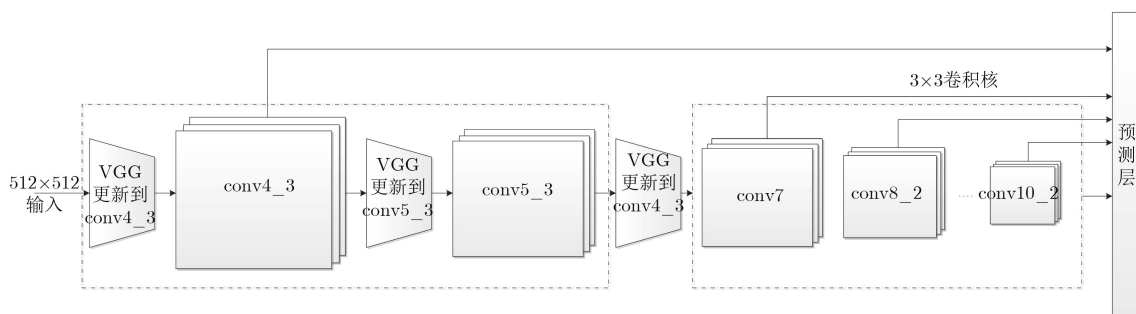 512×512
输入
VGG
更新到
conv4_3
conv4_3
VGG
更新到
conv5_3
conv5_3
VGG
更新到
conv4_3
3×3卷积核
conv7
conv8_2
conv10_2
预
测
层